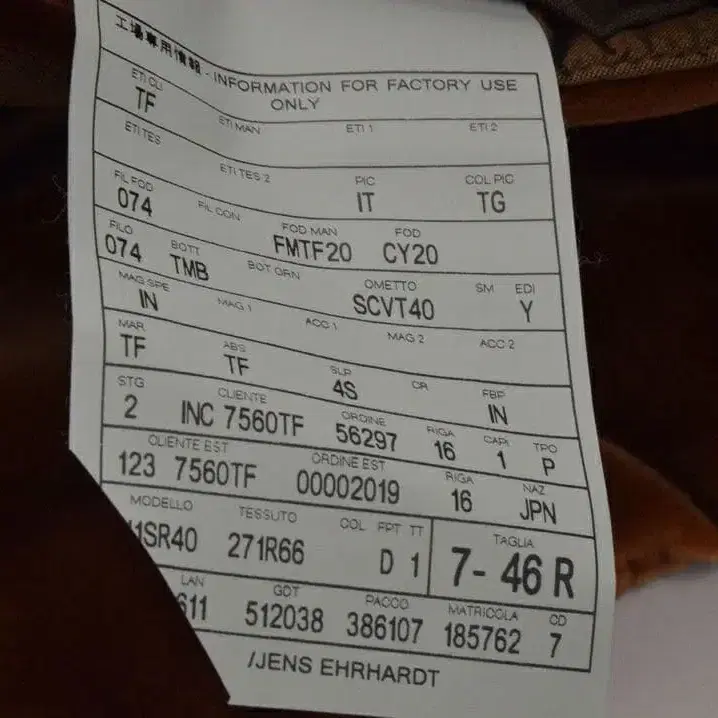 工場専用情報 - INFORMATION FOR FACTORY USE
ONLY
ETI CLI ETI MAN ETI 1 ETI 2
TF
ETI TES ETI TES 2 PIC COL PIC
IT TG
FIL FOD FIL CON FOD MAN FOD
074 FMTF20 CY20
FILO BOTT BOT ORN OMETTO SM EDI
074 TMB SCVT40 Y
MAG SPE MAG 1 ACC 1 MAG 2 ACC 2
IN
MAR ABS SLP CR FBP
TF TF 4S IN
STG CLIENTE ORDINE RIGA CAPI TPO
2 INC 7560TF 56297 16 1 P
CLIENTE EST ORDINE EST RIGA NAZ
123 7560TF 00002019 16 JPN
MODELLO TESSUTO COL FPT TT TAGLIA
1SR40 271R66 D 1 7- 46 R
LAN GDT PACCO MATRICOLA CD
611 512038 386107 185762 7
/JENS EHRHARDT